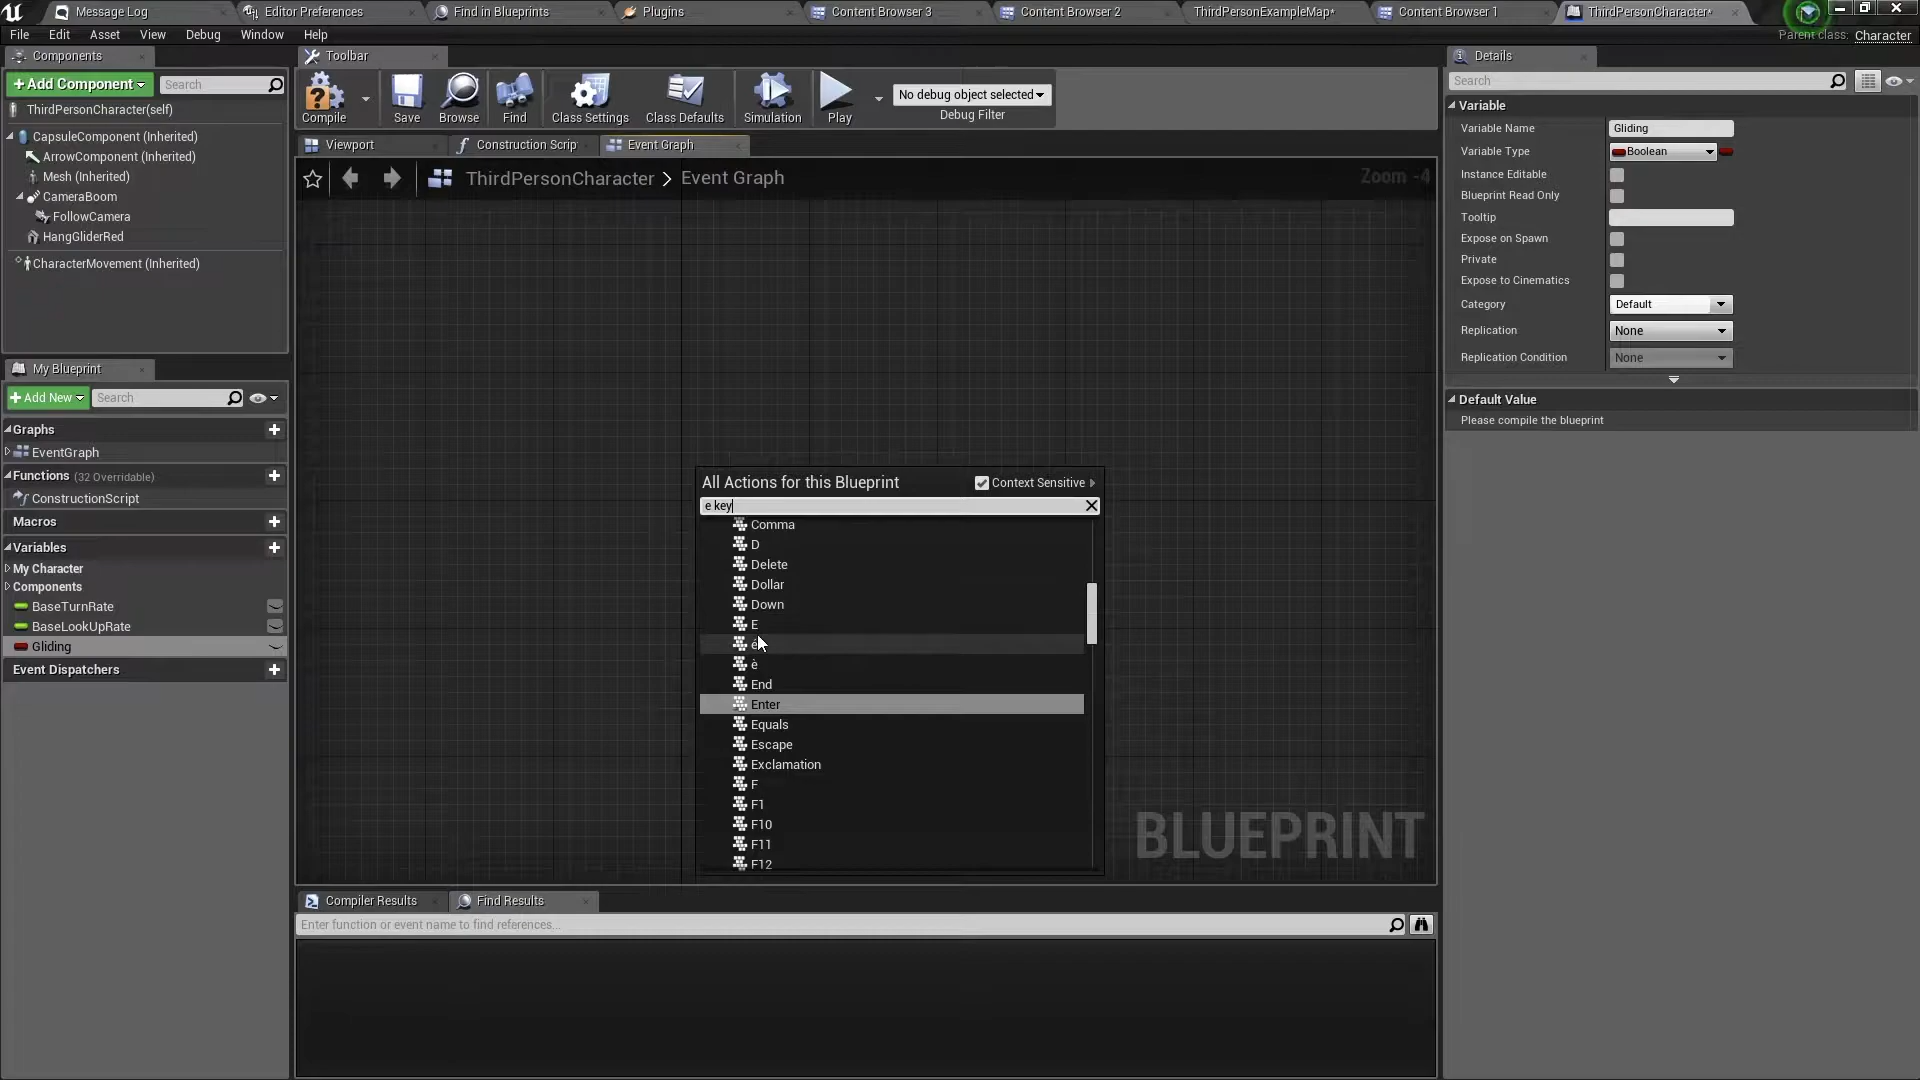 Message Log
Editor Preferences
Find in Blueprints
Plugins
Content Browser 3
Content Browser 2
ThirdPersonExampleMap*
Content Browser 1
ThirdPersonCharacter*
File Edit Asset View Debug Window Help
Parent class: Character
Components
+Add Component
Search
ThirdPersonCharacter(self)
CapsuleComponent (Inherited)
ArrowComponent (Inherited)
Mesh (Inherited)
CameraBoom
FollowCamera
HangGliderRed
CharacterMovement (Inherited)
My Blueprint
+Add New
Search
Graphs
EventGraph
Functions (32 Overridable)
ConstructionScript
Macros
Variables
My Character
Components
BaseTurnRate
BaseLookUpRate
Gliding
Event Dispatchers
Toolbar
Compile
Save
Browse
Find
Class Settings
Class Defaults
Simulation
Play
No debug object selected
Debug Filter
Viewport
Construction Scrip
Event Graph
ThirdPersonCharacter > Event Graph
Zoom -4
All Actions for this Blueprint
Context Sensitive
e key
Comma
D
Delete
Dollar
Down
E
é
è
End
Enter
Equals
Escape
Exclamation
F
F1
F10
F11
F12
BLUEPRINT
Compiler Results
Find Results
Enter function or event name to find references...
Details
Search
Variable
Variable Name Gliding
Variable Type Boolean
Instance Editable
Blueprint Read Only
Tooltip
Expose on Spawn
Private
Expose to Cinematics
Category Default
Replication None
Replication Condition None
Default Value
Please compile the blueprint